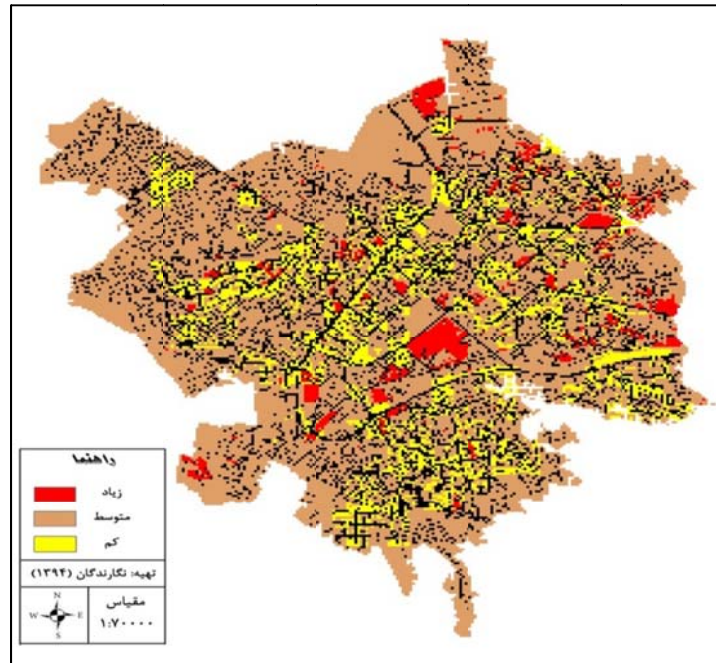 راهنما
زیاد
متوسط
کم
تهیه: نگارندگان (۱۳۹۴)
مقیاس
۱:۷۰۰۰۰
N
W E
S